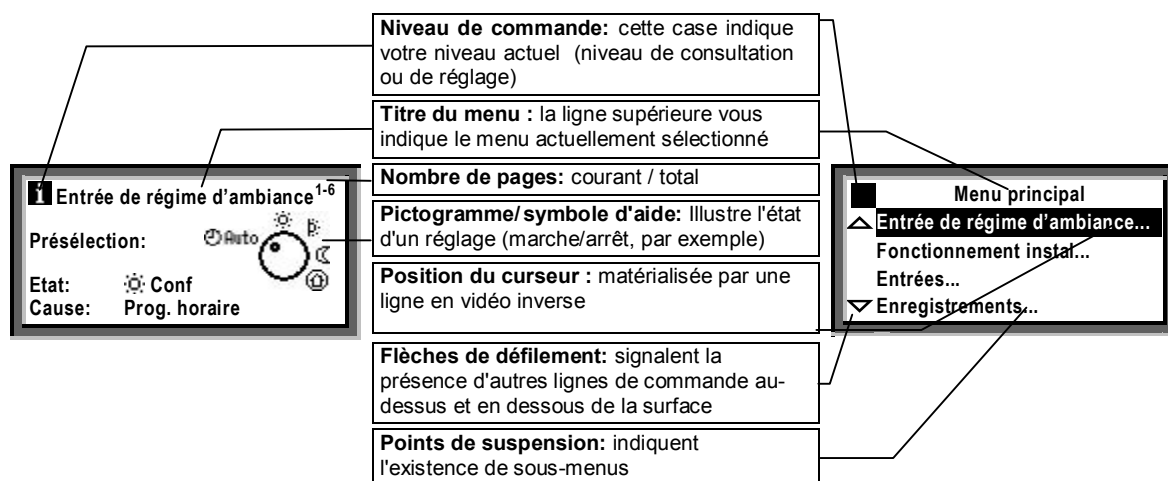 Niveau de commande: cette case indique
votre niveau actuel (niveau de consultation
ou de réglage)
Titre du menu : la ligne supérieure vous
indique le menu actuellement sélectionné
Nombre de pages: courant / total
Pictogramme/ symbole d'aide: Illustre l'état
d'un réglage (marche/arrêt, par exemple)
Position du curseur : matérialisée par une
ligne en vidéo inverse
Flèches de défilement: signalent la
présence d'autres lignes de commande au-
dessus et en dessous de la surface
Points de suspension: indiquent
l'existence de sous-menus
i Entrée de régime d'ambiance 1-6
Présélection: Auto
Etat: Conf
Cause: Prog. horaire
Menu principal
Entrée de régime d'ambiance...
Fonctionnement instal...
Entrées...
Enregistrements...